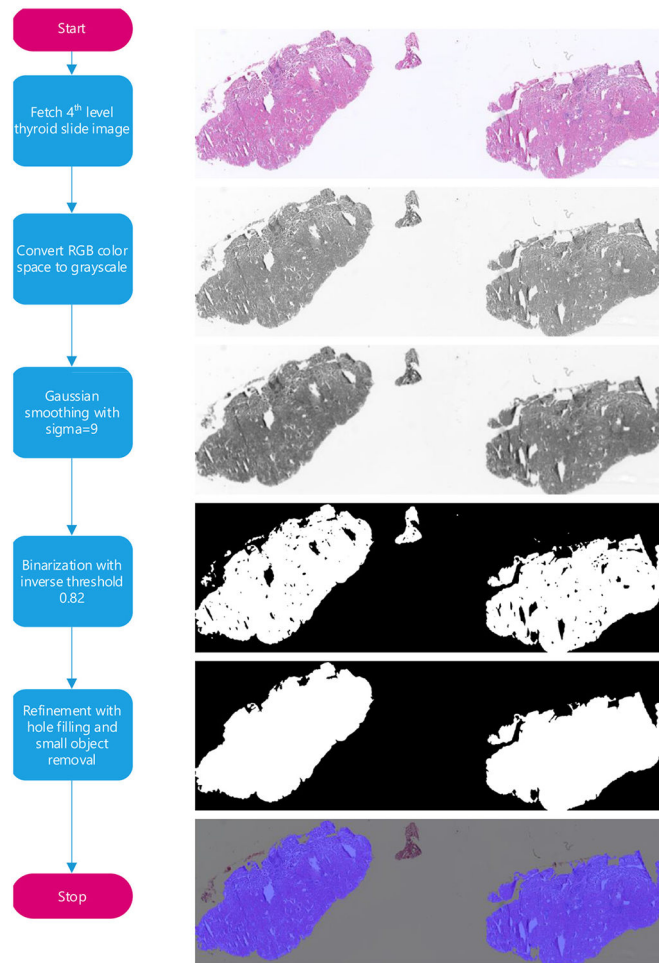 Start
Fetch 4th level
thyroid slide image
Convert RGB color
space to grayscale
Gaussian
smoothing with
sigma=9
Binarization with
inverse threshold
0.82
Refinement with
hole filling and
small object
removal
Stop